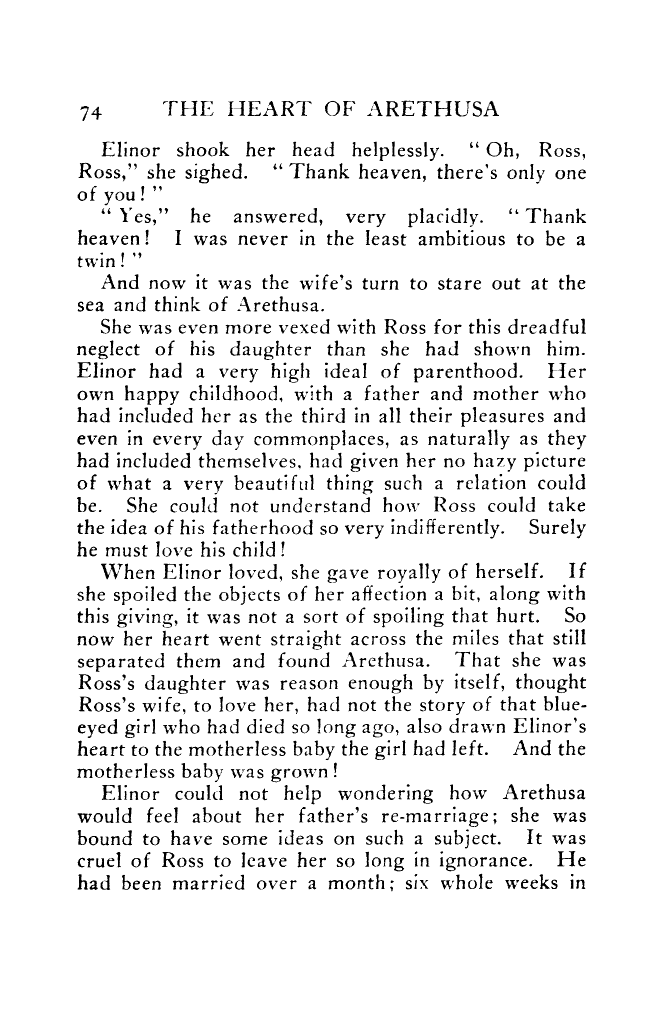 74 THE HEART OF ARETHUSA
Elinor shook her head helplessly. "Oh, Ross,
Ross," she sighed. "Thank heaven, there's only one
of you!"
"Yes," he answered, very placidly. "Thank
heaven! I was never in the least ambitious to be a
twin!"
And now it was the wife's turn to stare out at the
sea and think of Arethusa.
She was even more vexed with Ross for this dreadful
neglect of his daughter than she had shown him.
Elinor had a very high ideal of parenthood. Her
own happy childhood, with a father and mother who
had included her as the third in all their pleasures and
even in every day commonplaces, as naturally as they
had included themselves, had given her no hazy picture
of what a very beautiful thing such a relation could
be. She could not understand how Ross could take
the idea of his fatherhood so very indifferently. Surely
he must love his child!
When Elinor loved, she gave royally of herself. If
she spoiled the objects of her affection a bit, along with
this giving, it was not a sort of spoiling that hurt. So
now her heart went straight across the miles that still
separated them and found Arethusa. That she was
Ross's daughter was reason enough by itself, thought
Ross's wife, to love her, had not the story of that blue-
eyed girl who had died so long ago, also drawn Elinor's
heart to the motherless baby the girl had left. And the
motherless baby was grown!
Elinor could not help wondering how Arethusa
would feel about her father's re-marriage; she was
bound to have some ideas on such a subject. It was
cruel of Ross to leave her so long in ignorance. He
had been married over a month; six whole weeks in